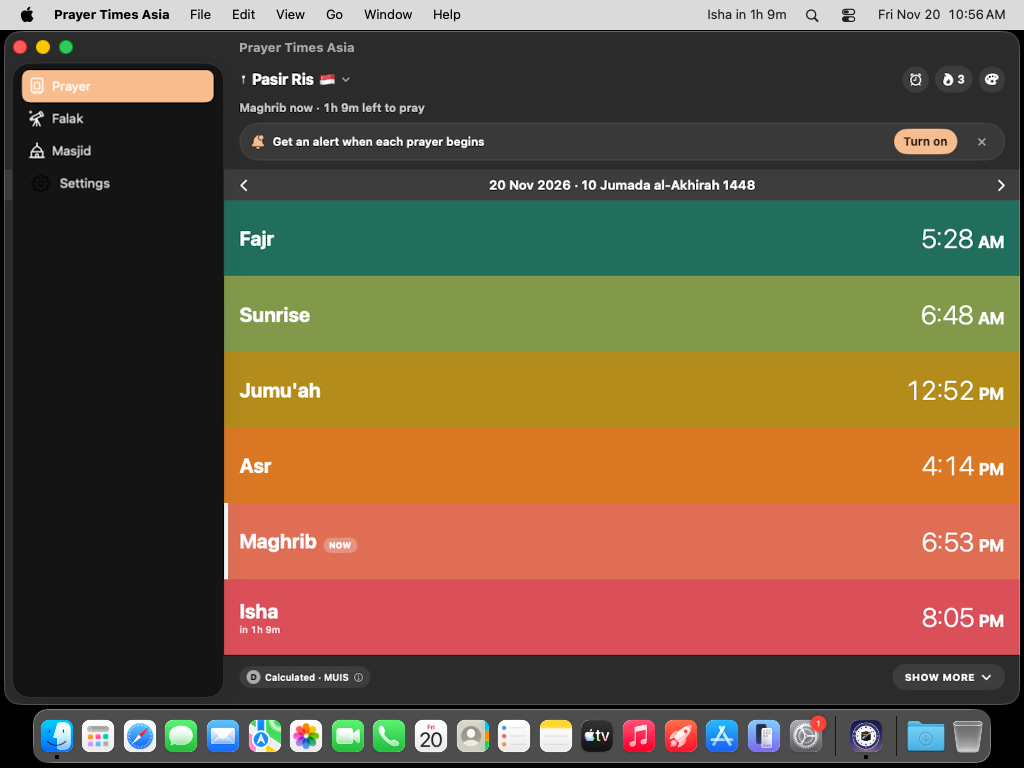 Prayer Times Asia File Edit View Go Window Help Isha in 1h 9m Fri Nov 20 10:56 AM
Prayer Times Asia
Prayer
Falak
Masjid
Settings
Pasir Ris 3
Maghrib now · 1h 9m left to pray
Get an alert when each prayer begins Turn on
20 Nov 2026 · 10 Jumada al-Akhirah 1448
Fajr 5:28 AM
Sunrise 6:48 AM
Jumu'ah 12:52 PM
Asr 4:14 PM
Maghrib NOW 6:53 PM
Isha 8:05 PM
in 1h 9m
D Calculated · MUIS SHOW MORE
Fri
20
tv
1